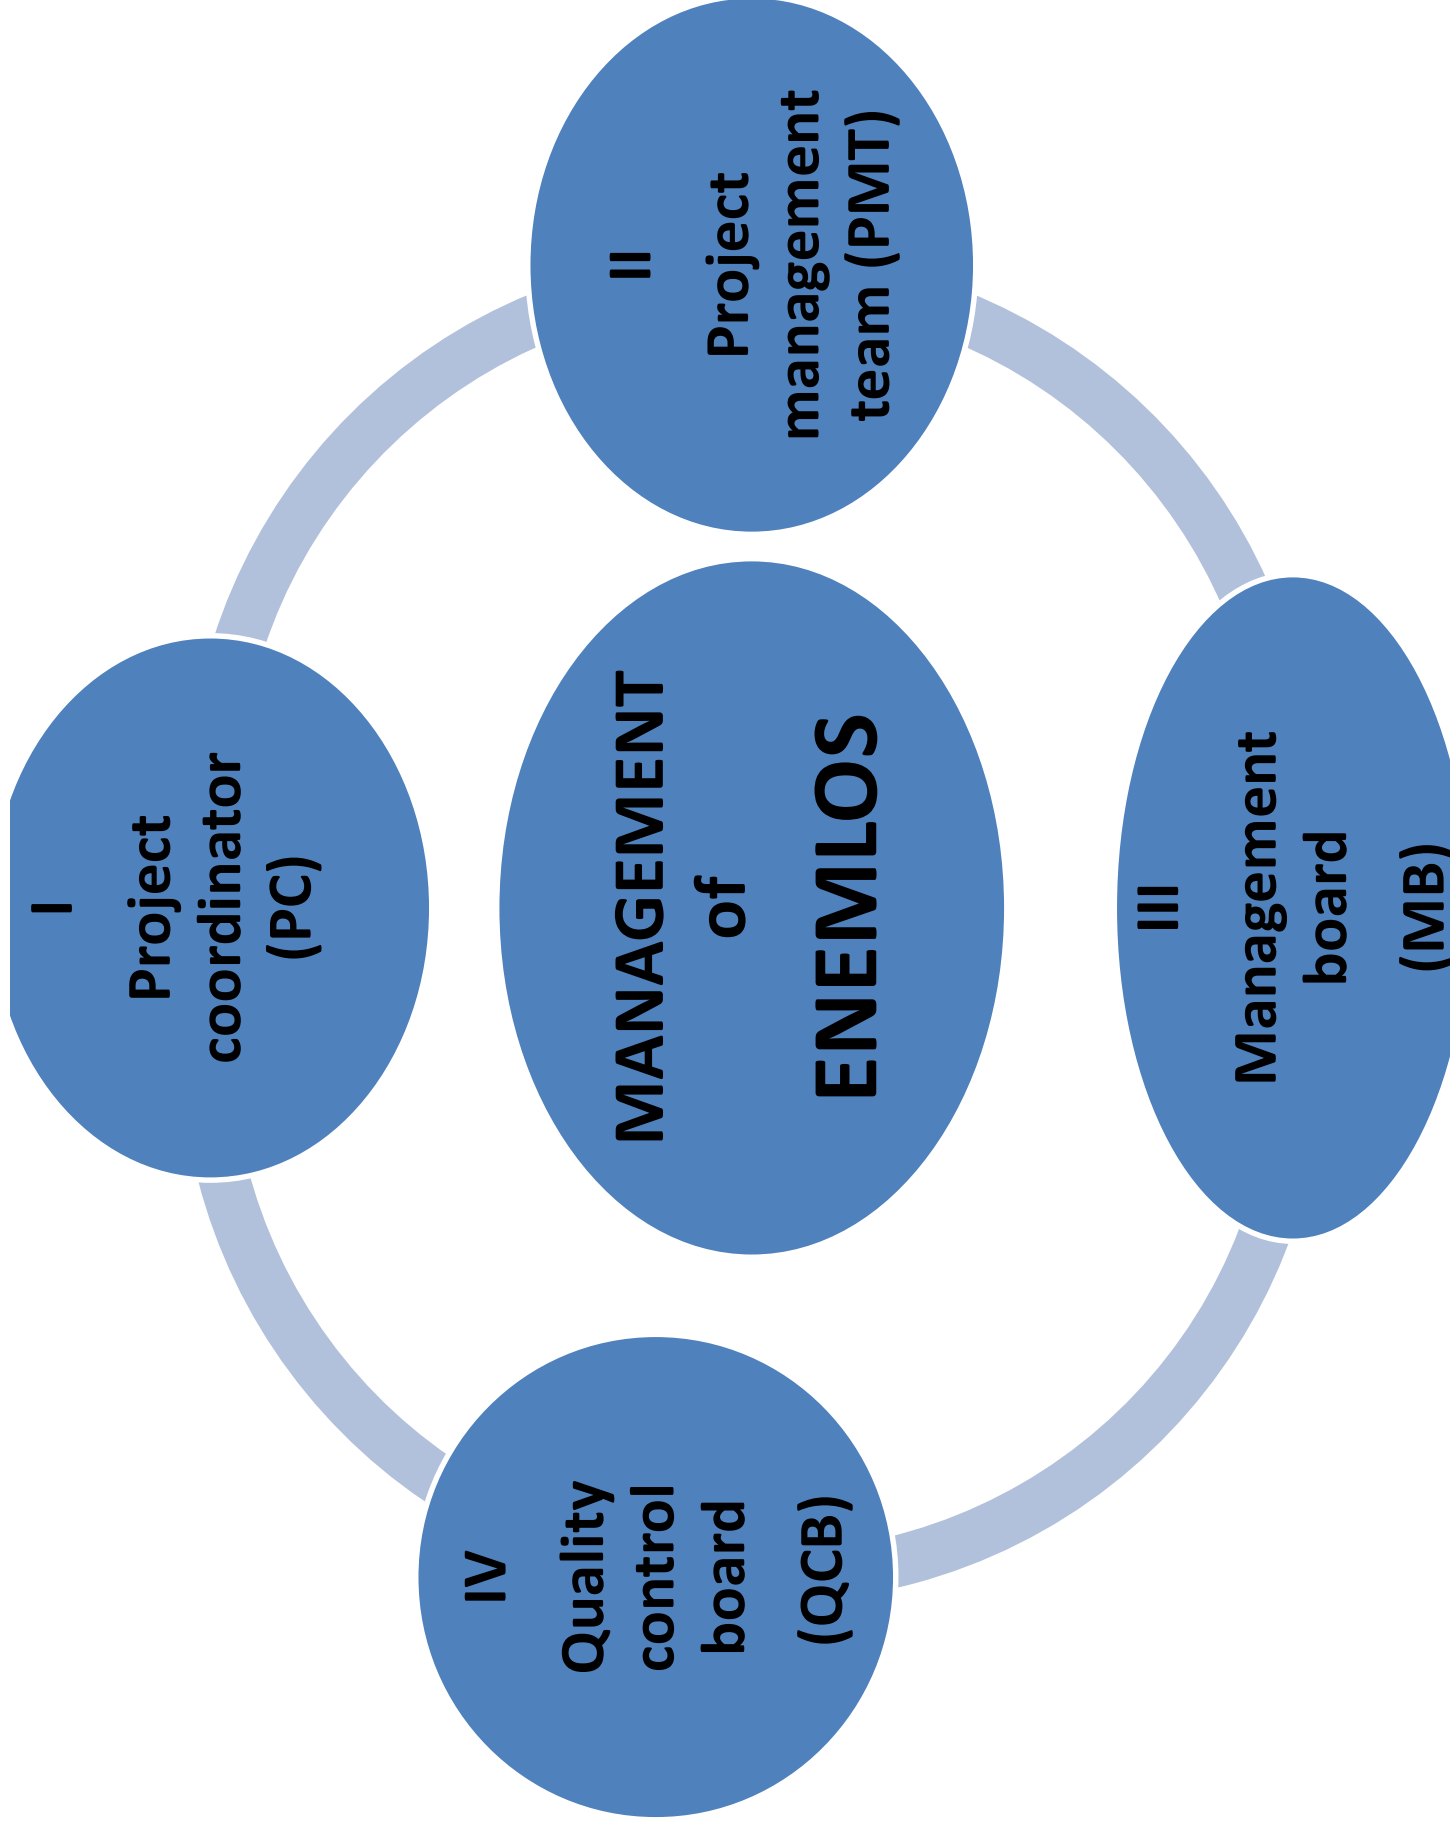 MANAGEMENT
of
ENEMLOS
I
Project
coordinator
(PC)
II
Project
management
team (PMT)
III
Management
board
(MB)
IV
Quality
control
board
(QCB)